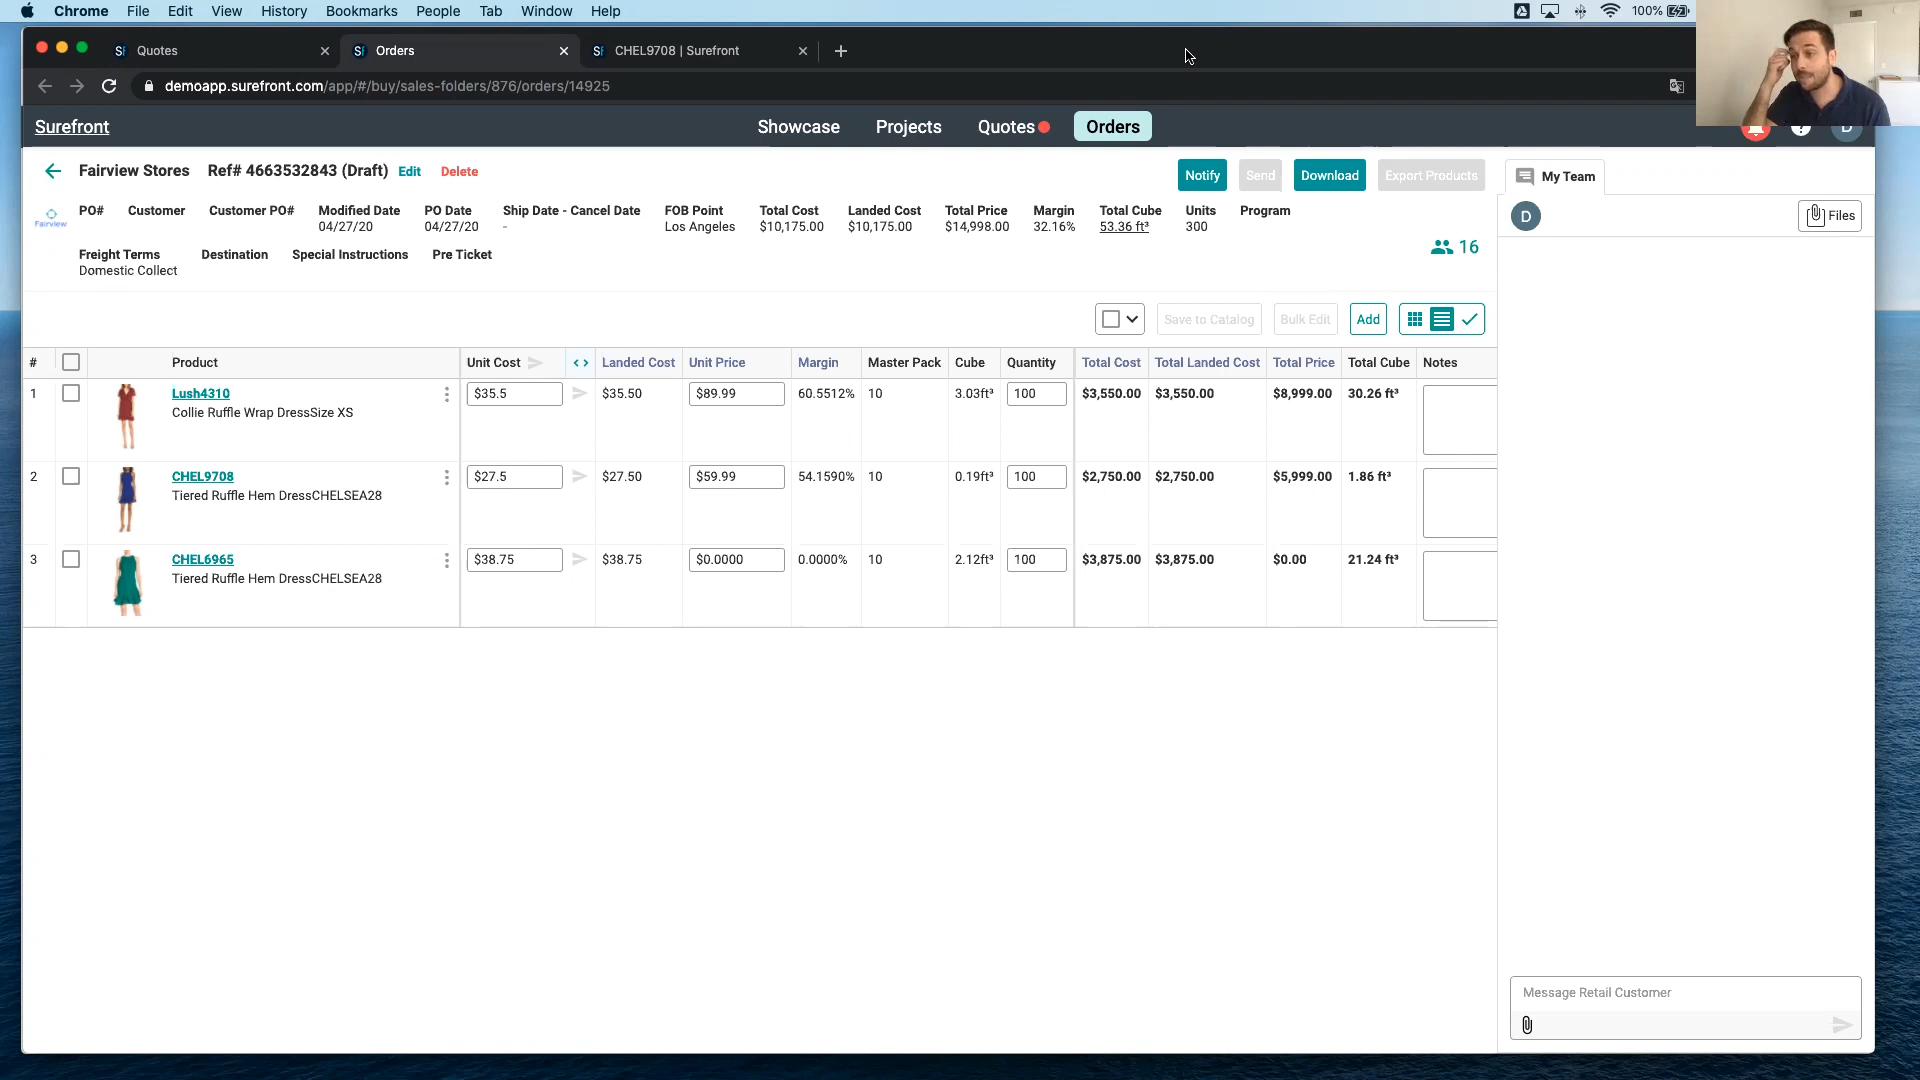 Chrome File Edit View History Bookmarks People Tab Window Help 100%
Quotes Orders CHEL9708 | Surefront
demoapp.surefront.com/app/#/buy/sales-folders/876/orders/14925
Surefront Showcase Projects Quotes Orders
Fairview Stores Ref# 4663532843 (Draft) Edit Delete Notify Send Download Export Products My Team
PO# Customer Customer PO# Modified Date PO Date Ship Date - Cancel Date FOB Point Total Cost Landed Cost Total Price Margin Total Cube Units Program D Files
Fairview 04/27/20 04/27/20 - Los Angeles $10,175.00 $10,175.00 $14,998.00 32.16% 53.36 ft³ 300
16
Freight Terms Destination Special Instructions Pre Ticket
Domestic Collect
Save to Catalog Bulk Edit Add
# Product Unit Cost Landed Cost Unit Price Margin Master Pack Cube Quantity Total Cost Total Landed Cost Total Price Total Cube Notes
1 Lush4310 $35.5 $35.50 $89.99 60.5512% 10 3.03ft³ 100 $3,550.00 $3,550.00 $8,999.00 30.26 ft³
Collie Ruffle Wrap DressSize XS
2 CHEL9708 $27.5 $27.50 $59.99 54.1590% 10 0.19ft³ 100 $2,750.00 $2,750.00 $5,999.00 1.86 ft³
Tiered Ruffle Hem DressCHELSEA28
3 CHEL6965 $38.75 $38.75 $0.0000 0.0000% 10 2.12ft³ 100 $3,875.00 $3,875.00 $0.00 21.24 ft³
Tiered Ruffle Hem DressCHELSEA28
Message Retail Customer